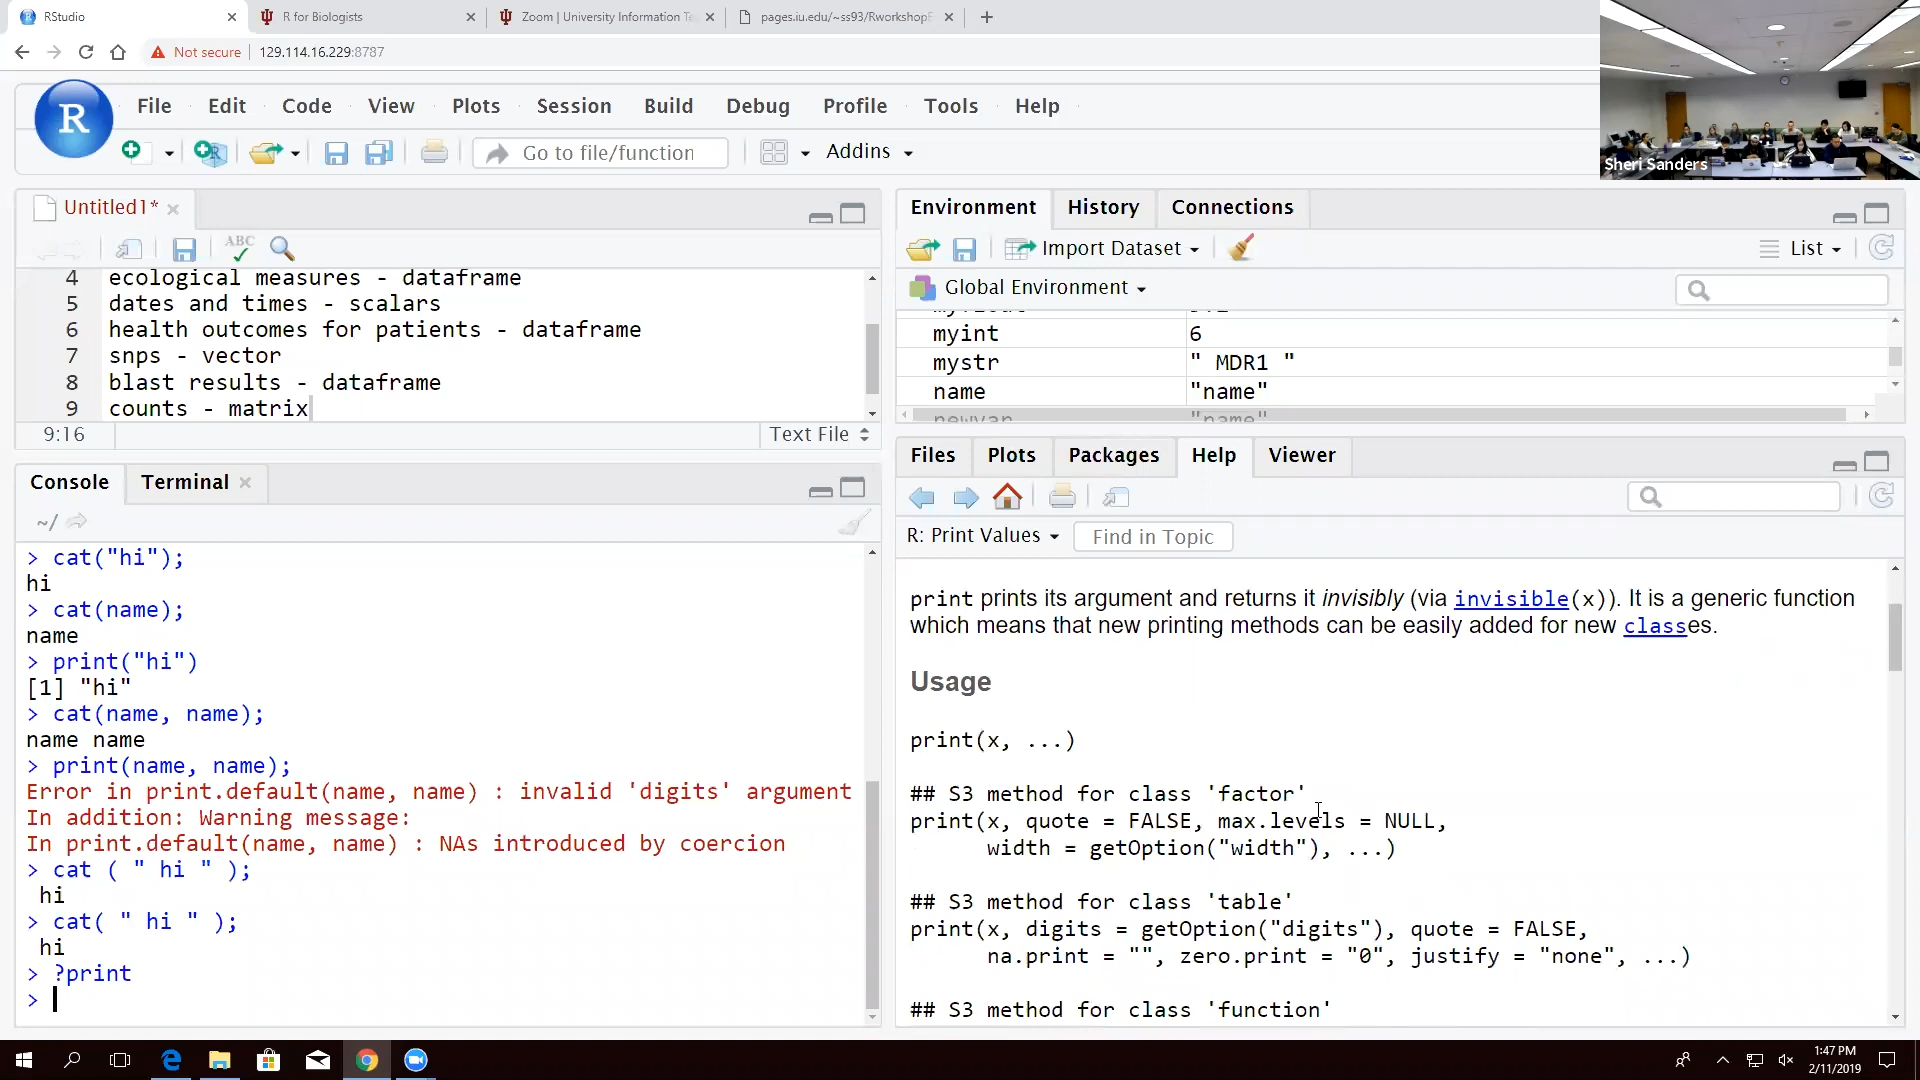 RStudio
R for Biologists
Zoom | University Information Te
pages.iu.edu/~ss93/RworkshopE
Not secure
129.114.16.229:8787
Sheri Sanders
R
File
Edit
Code
View
Plots
Session
Build
Debug
Profile
Tools
Help
Go to file/function
Addins
Untitled1*
ABC
4 ecological measures - dataframe
5 dates and times - scalars
6 health outcomes for patients - dataframe
7 snps - vector
8 blast results - dataframe
9 counts - matrix
9:16
Text File
Console
Terminal
~/
> cat("hi");
hi
> cat(name);
name
> print("hi")
[1] "hi"
> cat(name, name);
name name
> print(name, name);
Error in print.default(name, name) : invalid 'digits' argument
In addition: Warning message:
In print.default(name, name) : NAs introduced by coercion
> cat ( " hi " );
hi
> cat( " hi " );
hi
> ?print
>
Environment
History
Connections
Import Dataset
List
Global Environment
myint 6
mystr " MDR1 "
name "name"
newvar "name"
Files
Plots
Packages
Help
Viewer
R: Print Values
Find in Topic
print prints its argument and returns it invisibly (via invisible(x)). It is a generic function
which means that new printing methods can be easily added for new classes.
Usage
print(x, ...)
## S3 method for class 'factor'
print(x, quote = FALSE, max.levels = NULL,
width = getOption("width"), ...)
## S3 method for class 'table'
print(x, digits = getOption("digits"), quote = FALSE,
na.print = "", zero.print = "0", justify = "none", ...)
## S3 method for class 'function'
1:47 PM
2/11/2019